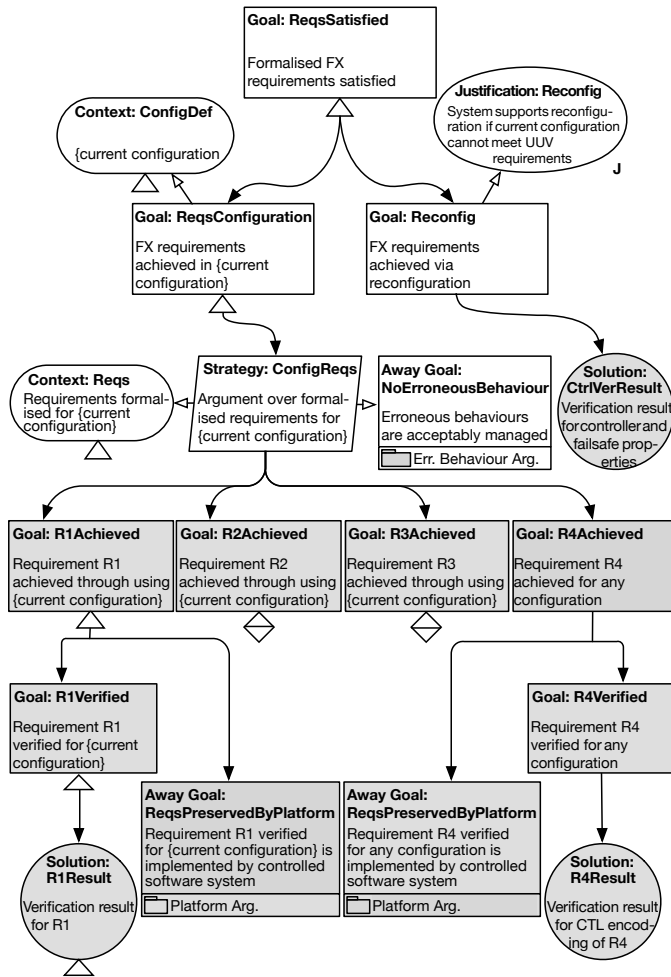 Goal: ReqsSatisfied
Formalised FX
requirements satisfied
Context: ConfigDef
{current configuration
Justification: Reconfig
System supports reconfigu-
ration if current configuration
cannot meet UUV
requirements
J
Goal: ReqsConfiguration
FX requirements
achieved in {current
configuration}
Goal: Reconfig
FX requirements
achieved via
reconfiguration
Context: Reqs
Requirements formal-
ised for {current
configuration}
Strategy: ConfigReqs
Argument over formal-
ised requirements for
{current configuration}
Away Goal:
NoErroneousBehaviour
Erroneous behaviours
are acceptably managed
Err. Behaviour Arg.
Solution:
CtrlVerResult
Verification result
for controller and
failsafe prop-
erties
Goal: R1Achieved
Requirement R1
achieved through using
{current configuration}
Goal: R2Achieved
Requirement R2
achieved through using
{current configuration}
Goal: R3Achieved
Requirement R3
achieved through using
{current configuration}
Goal: R4Achieved
Requirement R4
achieved for any
configuration
Goal: R1Verified
Requirement R1
verified for {current
configuration}
Goal: R4Verified
Requirement R4
verified for any
configuration
Solution:
R1Result
Verification result
for R1
Away Goal:
ReqsPreservedByPlatform
Requirement R1 verified
for {current configuration} is
implemented by controlled
software system
Platform Arg.
Away Goal:
ReqsPreservedByPlatform
Requirement R4 verified
for any configuration is
implemented by controlled
software system
Platform Arg.
Solution:
R4Result
Verification result
for CTL encod-
ing of R4